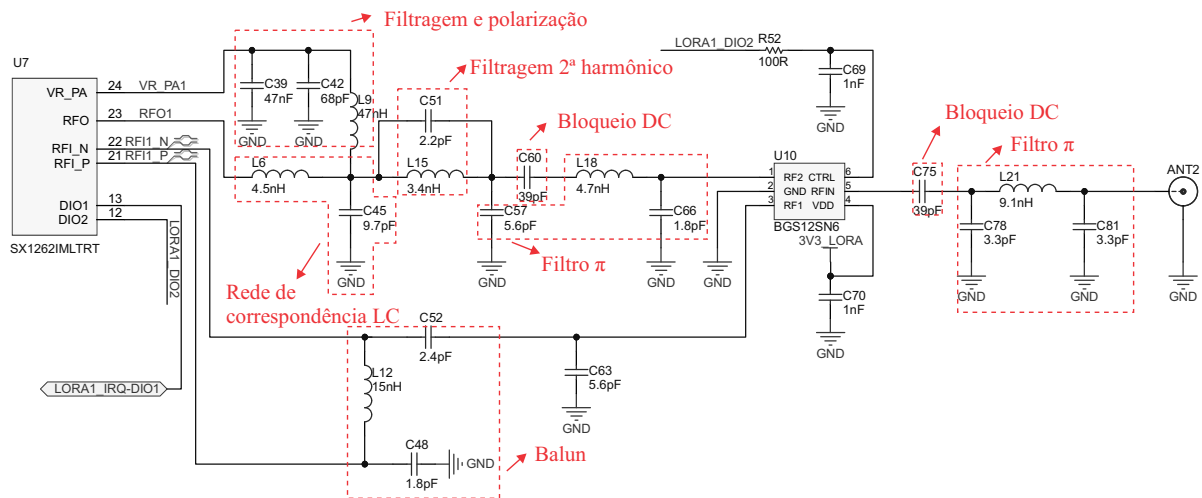 Filtragem e polarização
U7
VR_PA
24
VR_PA1
RFO
23
RFO1
RFI_N
22
RFI1_N
RFI_P
21
RFI1_P
DIO1
13
DIO2
12
SX1262IMLTRT
LORA1_DIO2
LORA1_IRQ-DIO1
C39
47nF
GND
C42
68pF
GND
L9
47nH
Filtragem 2ª harmônico
C51
2.2pF
L6
4.5nH
L15
3.4nH
C45
9.7pF
GND
Rede de
correspondência LC
Bloqueio DC
C60
39pF
L18
4.7nH
C57
5.6pF
GND
C66
1.8pF
GND
Filtro π
LORA1_DIO2
R52
100R
C69
1nF
GND
U10
1
RF2
CTRL
6
2
GND
RFIN
5
3
RF1
VDD
4
BGS12SN6
3V3_LORA
GND
C70
1nF
GND
Bloqueio DC
C75
39pF
Filtro π
L21
9.1nH
C78
3.3pF
GND
C81
3.3pF
GND
ANT2
GND
C52
2.4pF
L12
15nH
C63
5.6pF
GND
C48
1.8pF
GND
Balun